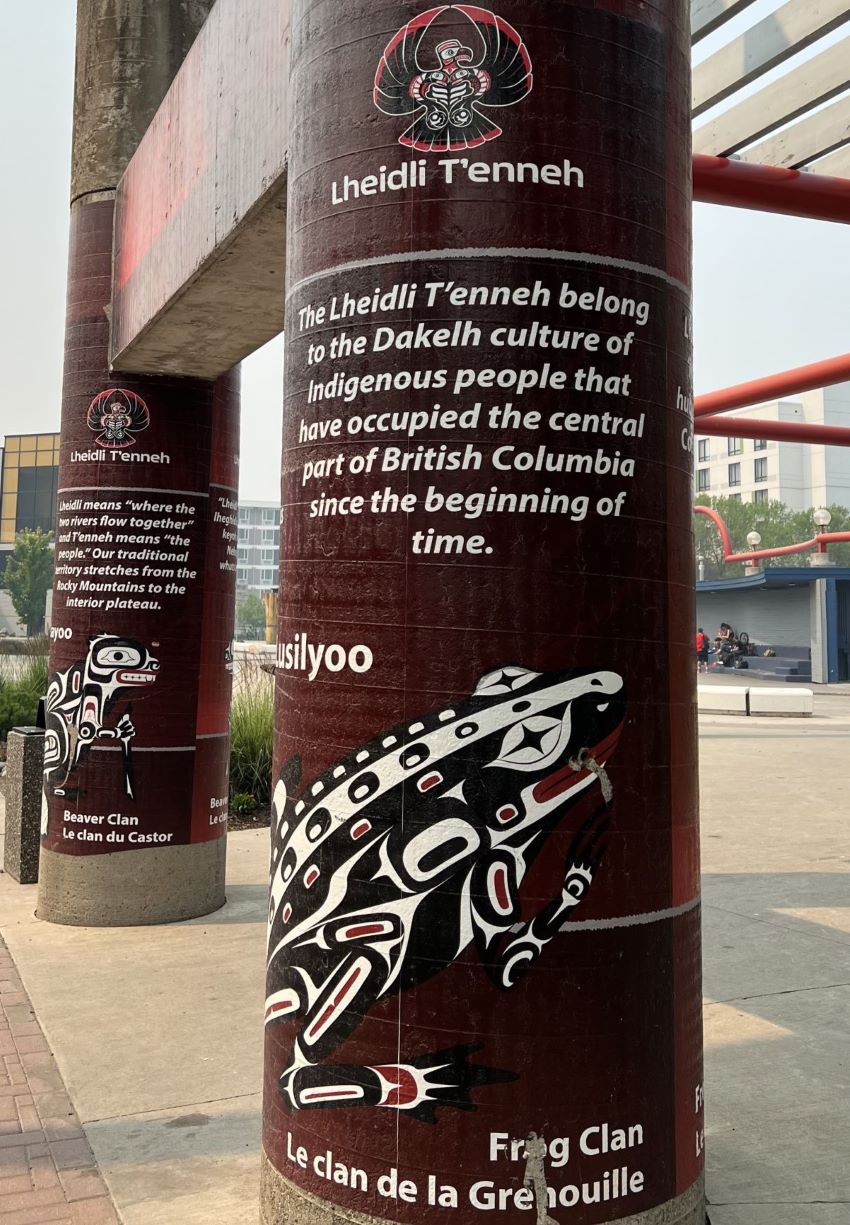 Lheidli T'enneh
The Lheidli T'enneh belong
to the Dakelh culture of
Indigenous people that
have occupied the central
part of British Columbia
since the beginning of
time.
usilyoo
Frog Clan
Le clan de la Grenouille
Lheidli T'enneh
Lheidli means “where the
two rivers flow together”
and T'enneh means “the
people.” Our traditional
territory stretches from the
Rocky Mountains to the
interior plateau.
ayoo
Beaver Clan
Le clan du Castor